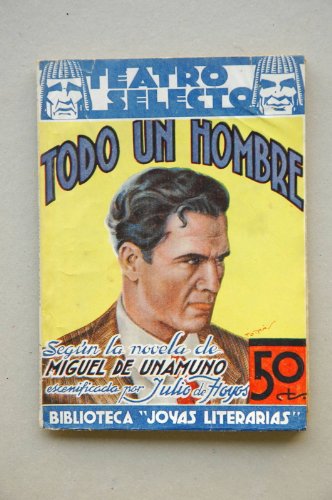 TEATRO
SELECTO
TODO UN HOMBRE
Según la novela de
MIGUEL DE UNAMUNO
escenificada por Julio de Hoyos
50
cts
BIBLIOTECA "JOYAS LITERARIAS"